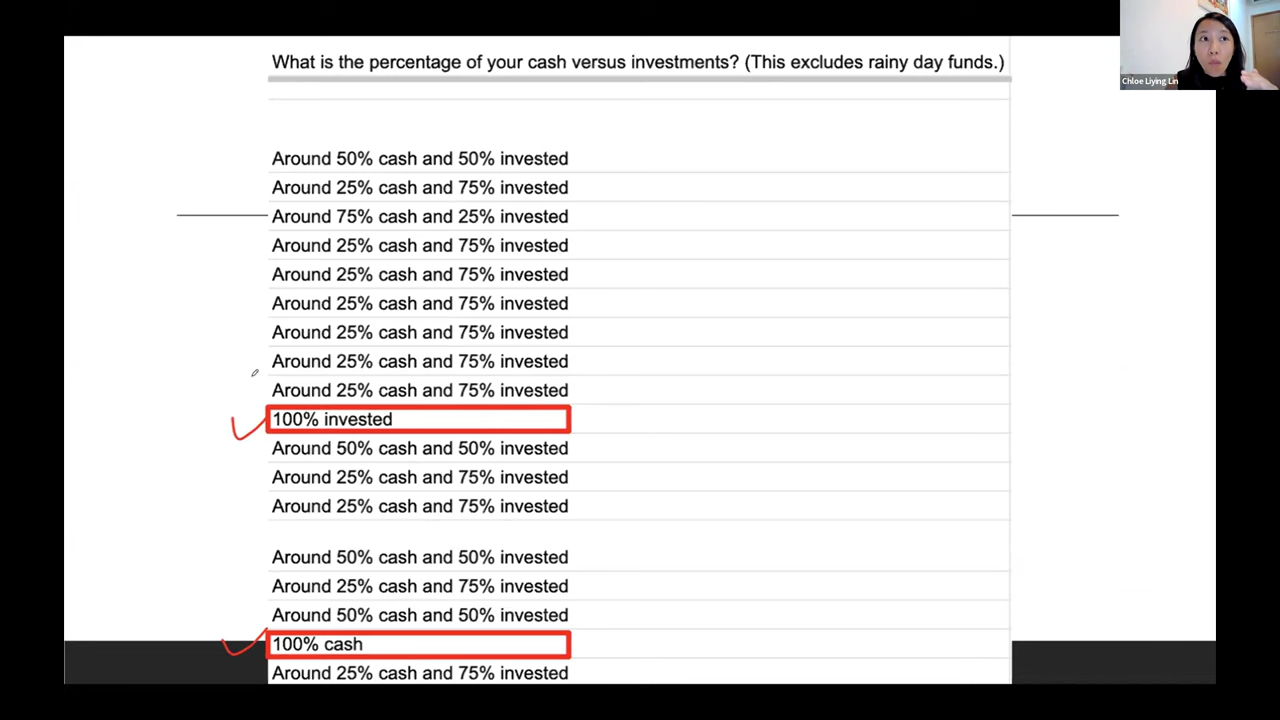 What is the percentage of your cash versus investments? (This excludes rainy day funds.)
Chloe Liying Lin
Around 50% cash and 50% invested
Around 25% cash and 75% invested
Around 75% cash and 25% invested
Around 25% cash and 75% invested
Around 25% cash and 75% invested
Around 25% cash and 75% invested
Around 25% cash and 75% invested
Around 25% cash and 75% invested
Around 25% cash and 75% invested
100% invested
Around 50% cash and 50% invested
Around 25% cash and 75% invested
Around 25% cash and 75% invested
Around 50% cash and 50% invested
Around 25% cash and 75% invested
Around 50% cash and 50% invested
100% cash
Around 25% cash and 75% invested